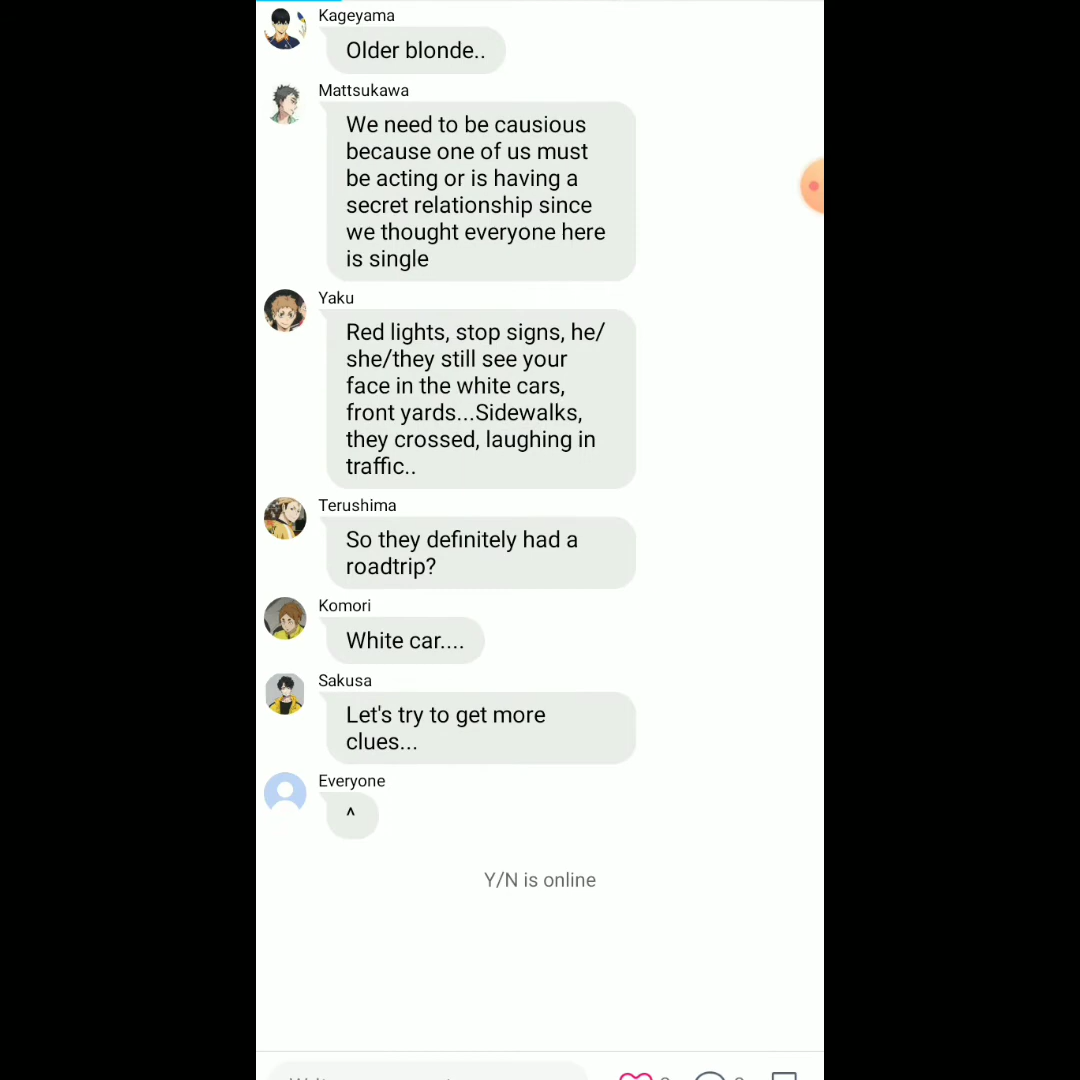 Kageyama
Older blonde..
Mattsukawa
We need to be causious
because one of us must
be acting or is having a
secret relationship since
we thought everyone here
is single
Yaku
Red lights, stop signs, he/
she/they still see your
face in the white cars,
front yards...Sidewalks,
they crossed, laughing in
traffic..
Terushima
So they definitely had a
roadtrip?
Komori
White car....
Sakusa
Let's try to get more
clues...
Everyone
^
Y/N is online